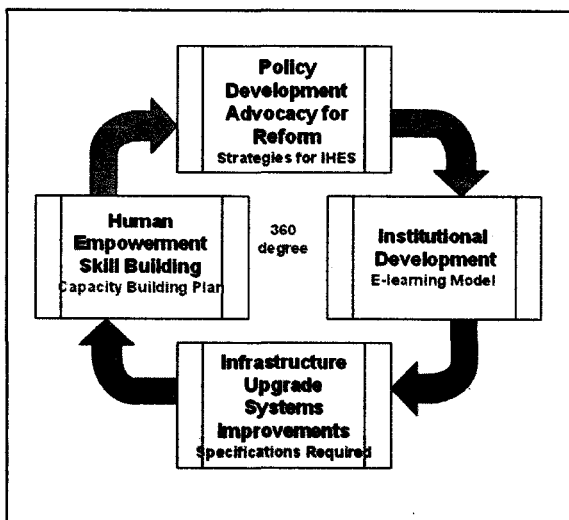 Policy
Development
Advocacy for
Reform
Strategies for IHES
Human
Empowerment
Skill Building
Capacity Building Plan
360
degree
Institutional
Development
E-learning Model
Infrastructure
Upgrade
Systems
Improvements
Specifications Required